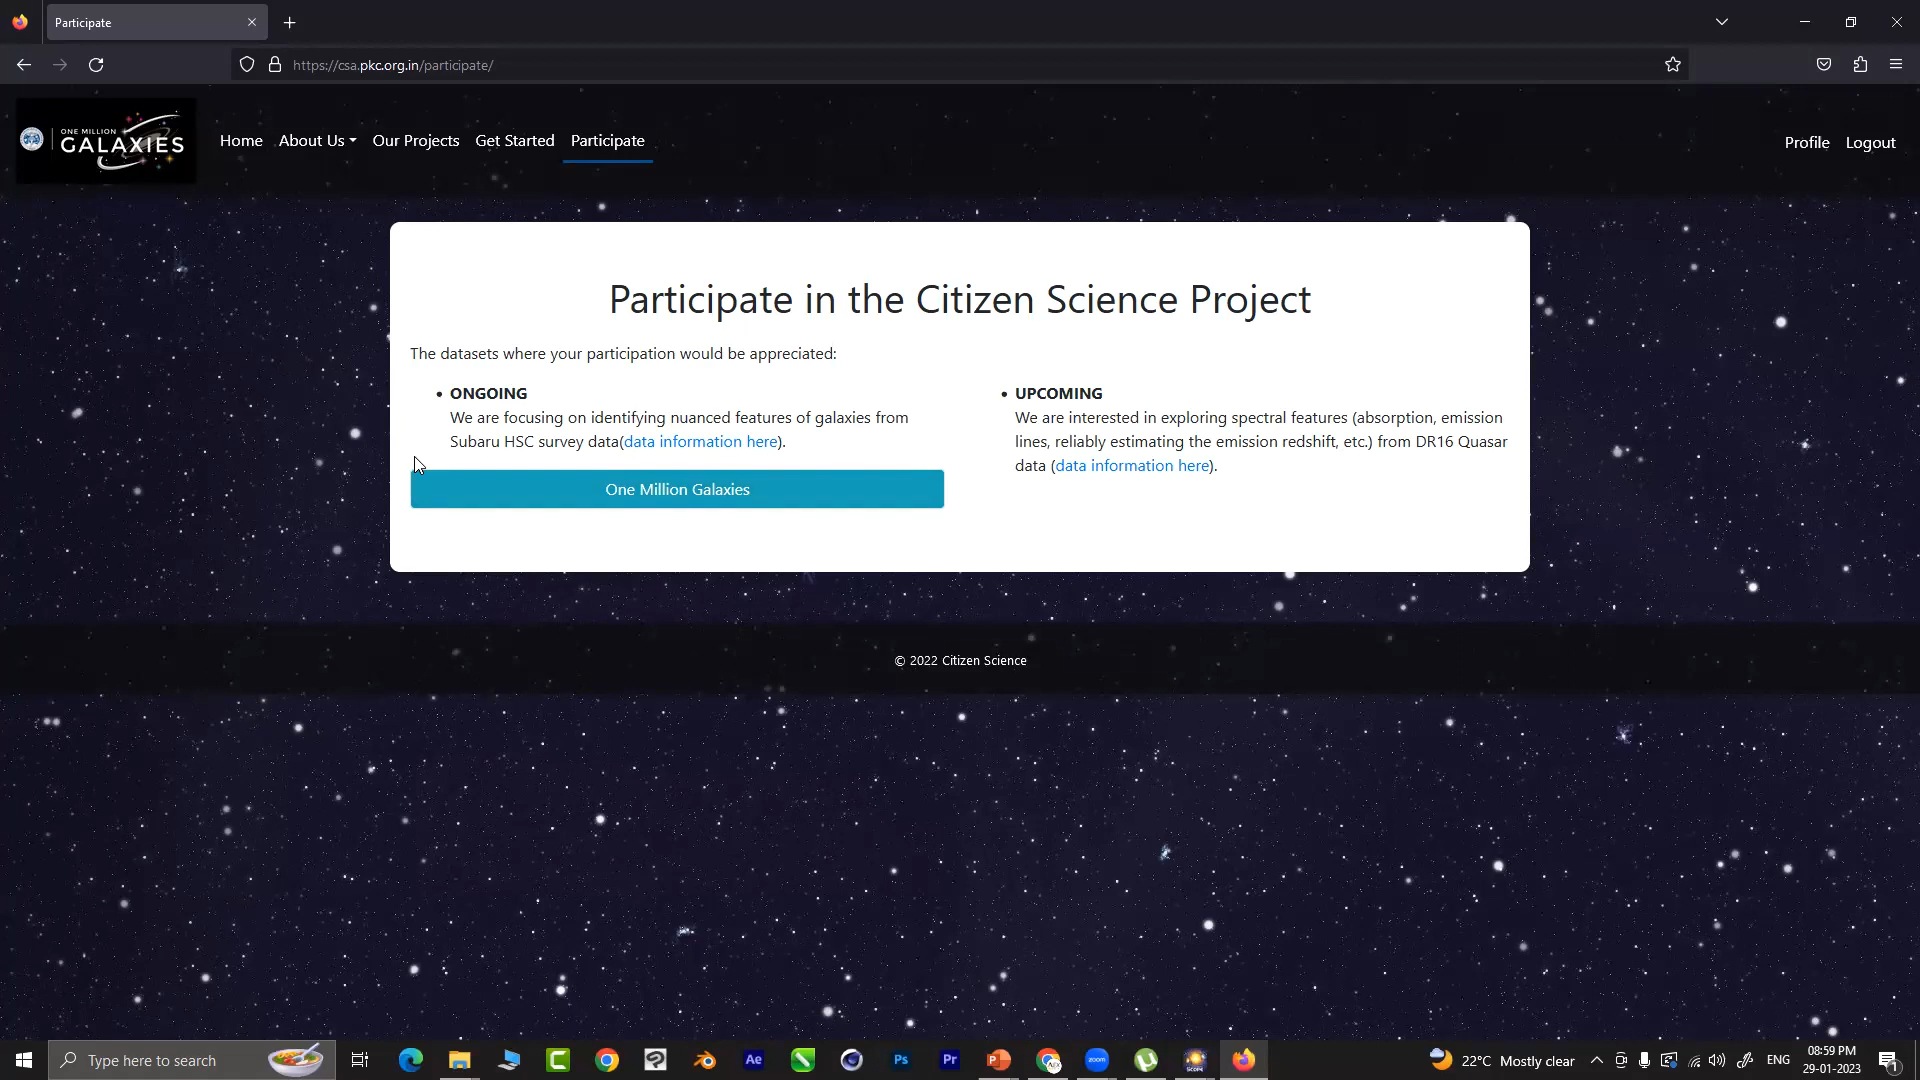 Participate
https://csa.pkc.org.in/participate/
ONE MILLION
GALAXIES
Home
About Us
Our Projects
Get Started
Participate
Profile
Logout
Participate in the Citizen Science Project
The datasets where your participation would be appreciated:
• ONGOING
We are focusing on identifying nuanced features of galaxies from
Subaru HSC survey data(data information here).
One Million Galaxies
• UPCOMING
We are interested in exploring spectral features (absorption, emission
lines, reliably estimating the emission redshift, etc.) from DR16 Quasar
data (data information here).
© 2022 Citizen Science
Type here to search
Ae
Ps
Pr
zoom
22°C Mostly clear
ENG
08:59 PM
29-01-2023
1